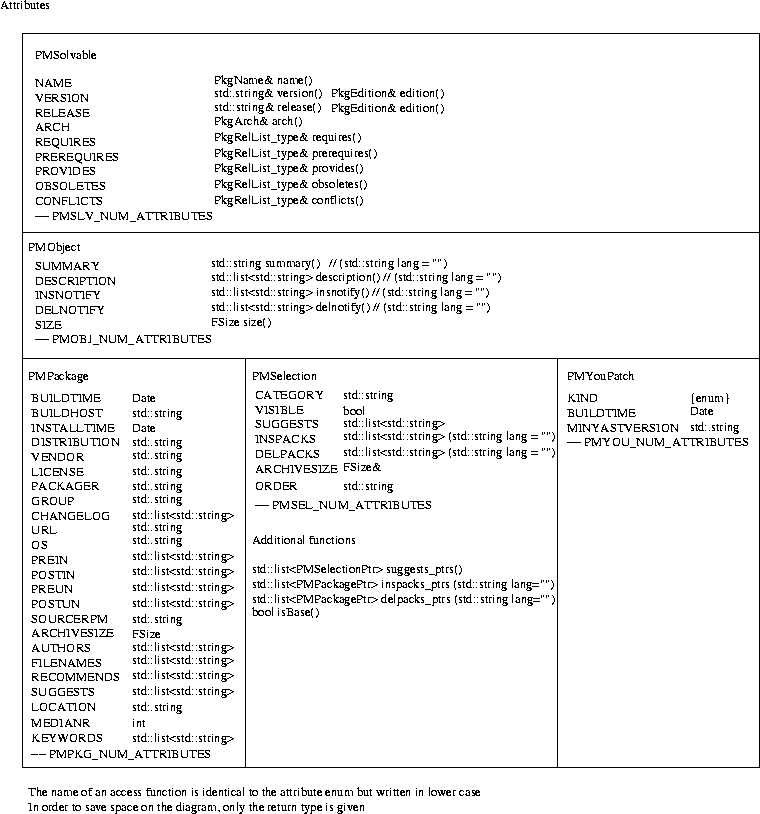 Attributes
PMSolvable
NAME PkgName& name()
VERSION std::string& version() PkgEdition& edition()
RELEASE std::string& release() PkgEdition& edition()
ARCH PkgArch& arch()
REQUIRES PkgRelList_type& requires()
PREREQUIRES PkgRelList_type& prerequires()
PROVIDES PkgRelList_type& provides()
OBSOLETES PkgRelList_type& obsoletes()
CONFLICTS PkgRelList_type& conflicts()
— PMSLV_NUM_ATTRIBUTES
PMObject
SUMMARY std::string summary() // (std::string lang = "")
DESCRIPTION std::list<std::string> description() // (std::string lang = "")
INSNOTIFY std::list<std::string> insnotify() // (std::string lang = "")
DELNOTIFY std::list<std::string> delnotify() // (std::string lang = "")
SIZE FSize size()
— PMOBJ_NUM_ATTRIBUTES
PMPackage
BUILDTIME Date
BUILDHOST std::string
INSTALLTIME Date
DISTRIBUTION std::string
VENDOR std::string
LICENSE std::string
PACKAGER std::string
GROUP std::string
CHANGELOG std::list<std::string>
URL std::string
OS std::string
PREIN std::list<std::string>
POSTIN std::list<std::string>
PREUN std::list<std::string>
POSTUN std::list<std::string>
SOURCERPM std::string
ARCHIVESIZE FSize
AUTHORS std::list<std::string>
FILENAMES std::list<std::string>
RECOMMENDS std::list<std::string>
SUGGESTS std::list<std::string>
LOCATION std::string
MEDIANR int
KEYWORDS std::list<std::string>
— PMPKG_NUM_ATTRIBUTES
PMSelection
CATEGORY std::string
VISIBLE bool
SUGGESTS std::list<std::string>
INSPACKS std::list<std::string> (std::string lang = "")
DELPACKS std::list<std::string> (std::string lang = "")
ARCHIVESIZE FSize&
ORDER std::string
— PMSEL_NUM_ATTRIBUTES
Additional functions
std::list<PMSelectionPtr> suggests_ptrs()
std::list<PMPackagePtr> inspacks_ptrs (std::string lang="")
std::list<PMPackagePtr> delpacks_ptrs (std::string lang="")
bool isBase()
PMYouPatch
KIND {enum}
BUILDTIME Date
MINYASTVERSION std::string
— PMYOU_NUM_ATTRIBUTES
The name of an access function is identical to the attribute enum but written in lower case
In order to save space on the diagram, only the return type is given